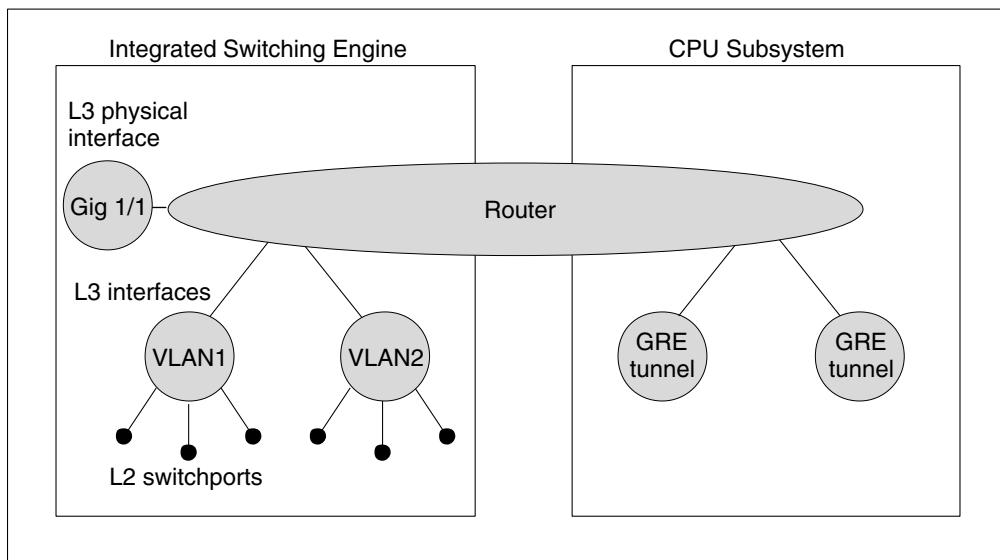 Integrated Switching Engine
CPU Subsystem
L3 physical
interface
Gig 1/1
Router
L3 interfaces
VLAN1
VLAN2
GRE
tunnel
GRE
tunnel
L2 switchports